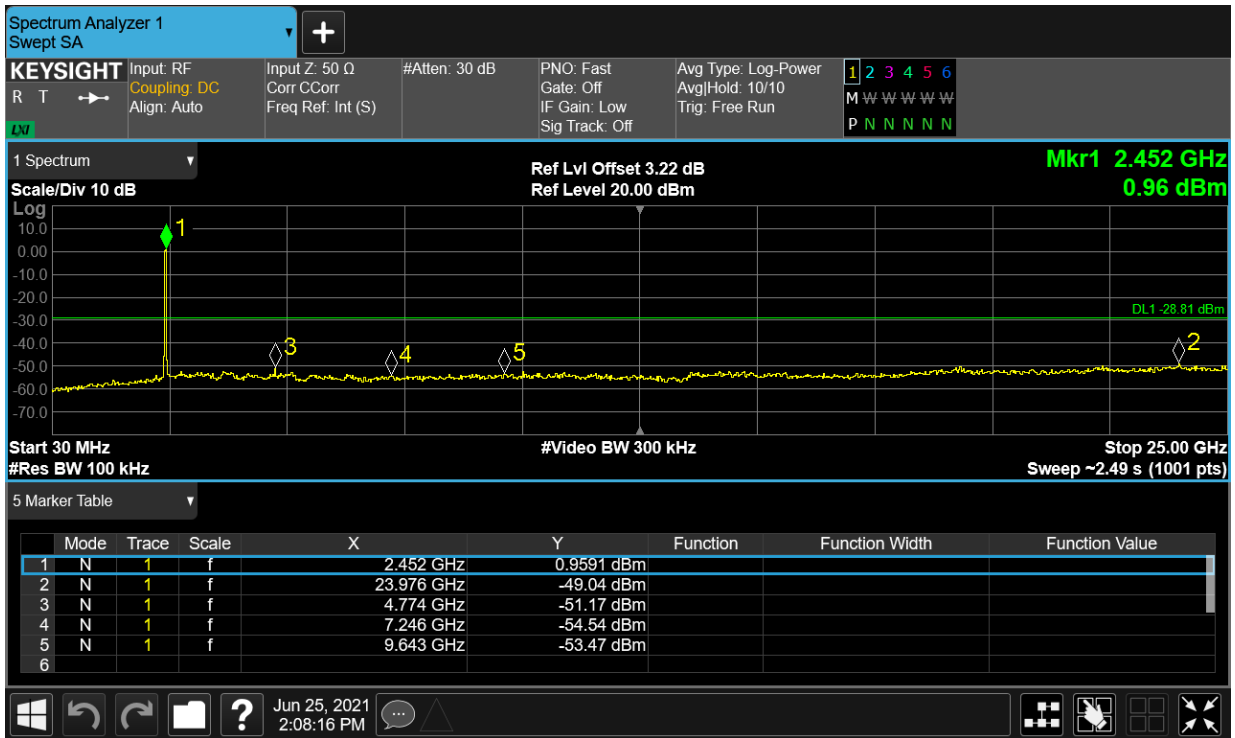 Spectrum Analyzer 1
Swept SA
+
KEYSIGHT
R T
LXI
Input: RF
Coupling: DC
Align: Auto
Input Z: 50 Ω
Corr CCorr
Freq Ref: Int (S)
#Atten: 30 dB
PNO: Fast
Gate: Off
IF Gain: Low
Sig Track: Off
Avg Type: Log-Power
Avg|Hold: 10/10
Trig: Free Run
1 2 3 4 5 6
M W W W W W
P N N N N N
1 Spectrum
Scale/Div 10 dB
Log
Ref Lvl Offset 3.22 dB
Ref Level 20.00 dBm
Mkr1 2.452 GHz
0.96 dBm
10.0
0.00
-10.0
-20.0
-30.0
-40.0
-50.0
-60.0
-70.0
1
3
4
5
2
DL1 -28.81 dBm
Start 30 MHz
#Res BW 100 kHz
#Video BW 300 kHz
Stop 25.00 GHz
Sweep ~2.49 s (1001 pts)
5 Marker Table
Mode Trace Scale X Y Function Function Width Function Value
1 N 1 f 2.452 GHz 0.9591 dBm
2 N 1 f 23.976 GHz -49.04 dBm
3 N 1 f 4.774 GHz -51.17 dBm
4 N 1 f 7.246 GHz -54.54 dBm
5 N 1 f 9.643 GHz -53.47 dBm
6
?
Jun 25, 2021
2:08:16 PM